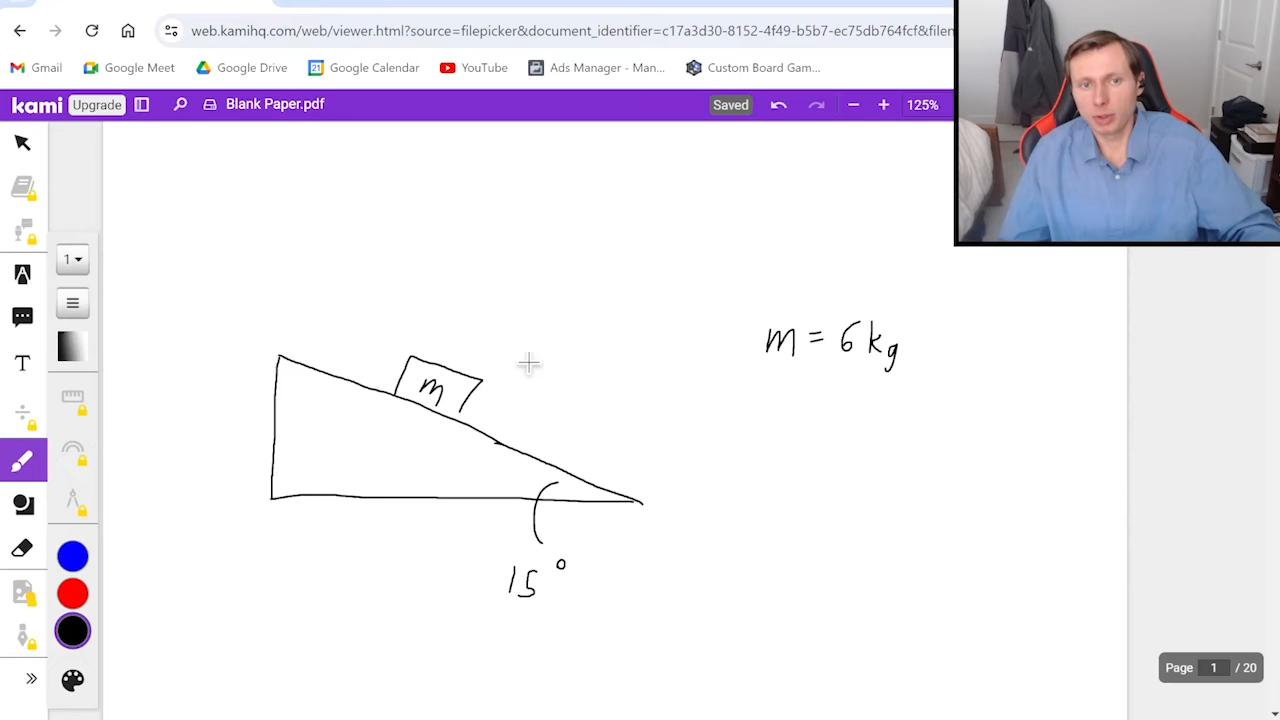 web.kamihq.com/web/viewer.html?source=filepicker&document_identifier=c17a3d30-8152-4f49-b5b7-ec75db764fcf&filen
Gmail Google Meet Google Drive 21 Google Calendar YouTube Ads Manager - Man... Custom Board Gam...
kami Upgrade Blank Paper.pdf Saved 125%
1
A
T
m = 6 kg
m
15°
Page 1 / 20